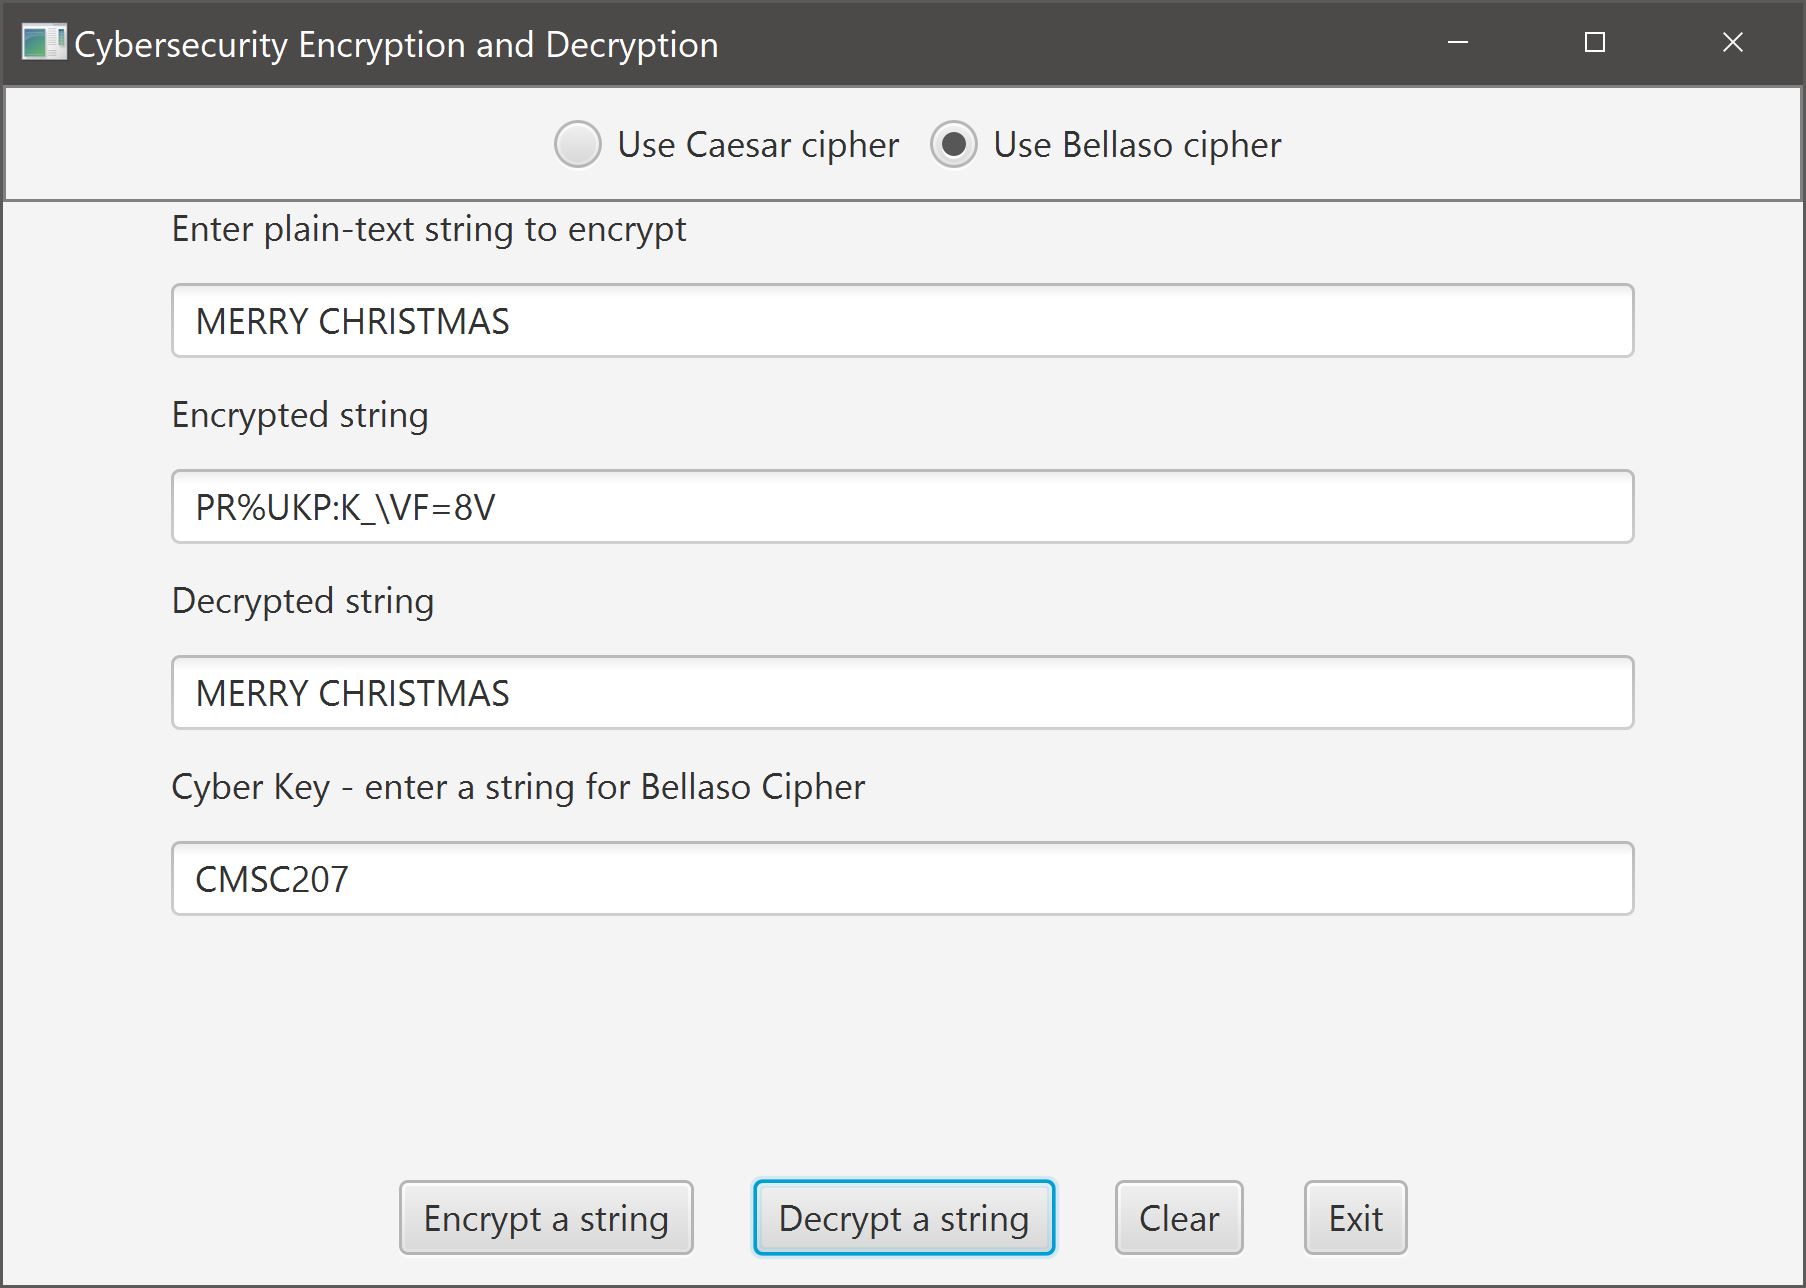 Cybersecurity Encryption and Decryption
Use Caesar cipher Use Bellaso cipher
Enter plain-text string to encrypt
MERRY CHRISTMAS
Encrypted string
PR%UKP:K_\VF=8V
Decrypted string
MERRY CHRISTMAS
Cyber Key - enter a string for Bellaso Cipher
CMSC207
Encrypt a string Decrypt a string Clear Exit